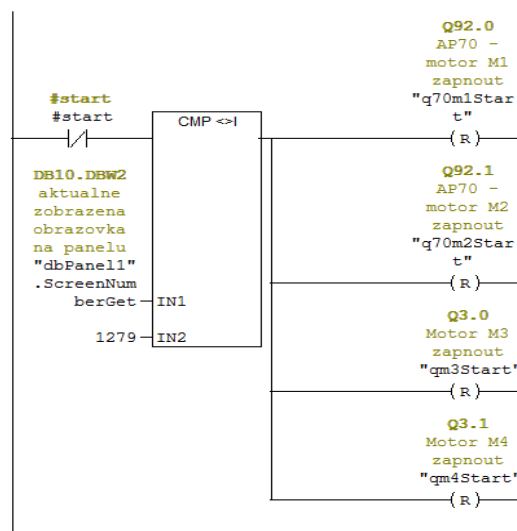 Q92.0
AP70 -
motor M1
zapnout
"q70m1Star
t"
( R )
#start
#start
CMP <>I
DB10.DBW2
aktualne
zobrazena
obrazovka
na panelu
"dbPanel1"
.ScreenNum
berGet
IN1
1279
IN2
Q92.1
AP70 -
motor M2
zapnout
"q70m2Star
t"
( R )
Q3.0
Motor M3
zapnout
"qm3Start"
( R )
Q3.1
Motor M4
zapnout
"qm4Start"
( R )